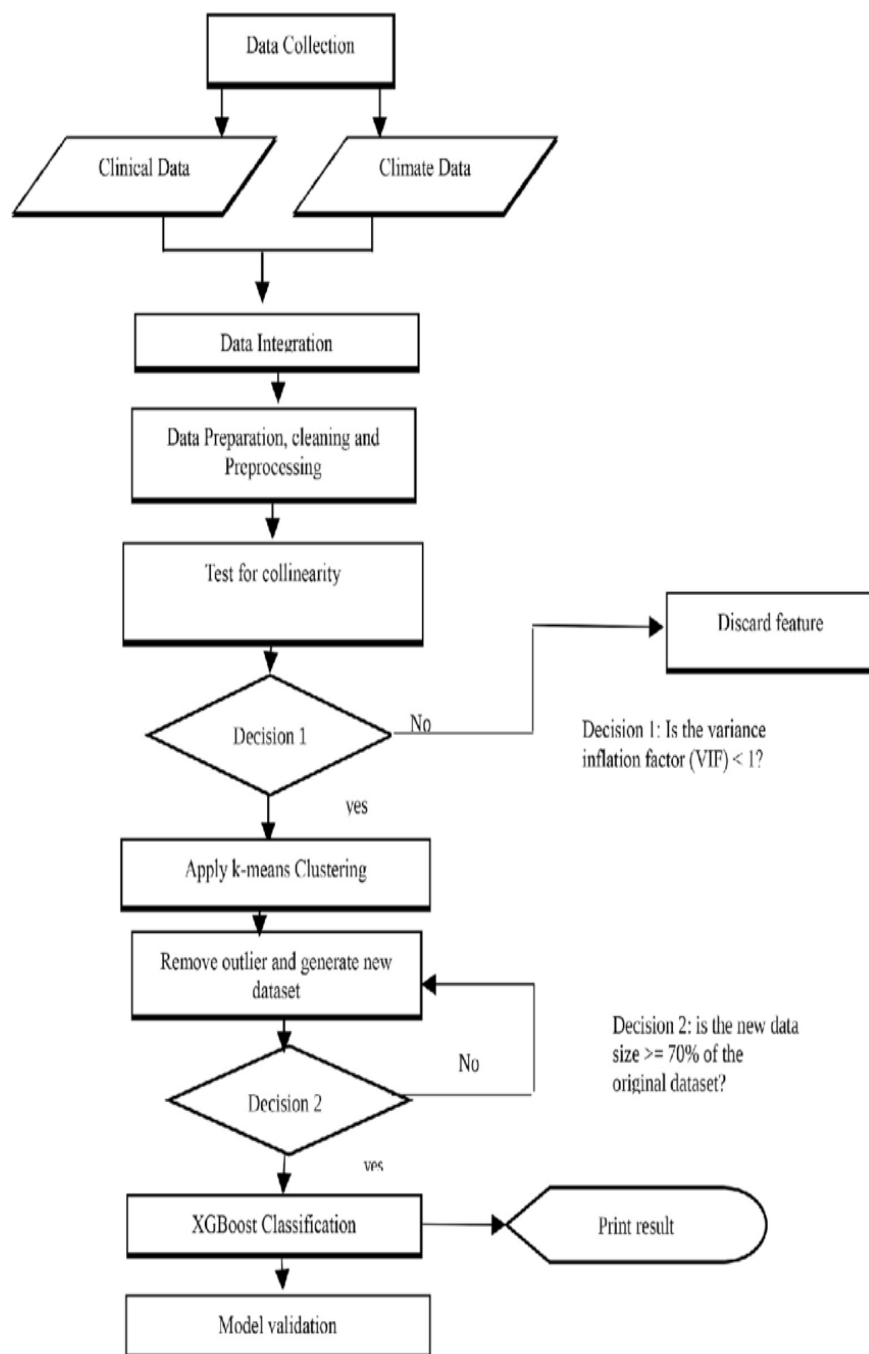 Data Collection
Clinical Data
Climate Data
Data Integration
Data Preparation, cleaning and
Preprocessing
Test for collinearity
Discard feature
Decision 1
No
Decision 1: Is the variance
inflation factor (VIF) < 1?
yes
Apply k-means Clustering
Remove outlier and generate new
dataset
Decision 2: is the new data
size >= 70% of the
original dataset?
No
Decision 2
yes
XGBoost Classification
Print result
Model validation